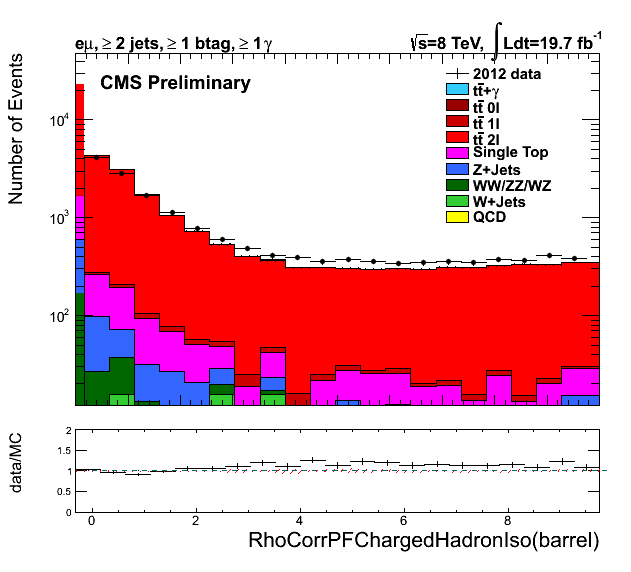 eμ, ≥ 2 jets, ≥ 1 btag, ≥ 1 γ
√s=8 TeV, ∫ Ldt=19.7 fb⁻¹
CMS Preliminary
2012 data
tt̄+γ
tt̄ 0l
tt̄ 1l
tt̄ 2l
Single Top
Z+Jets
WW/ZZ/WZ
W+Jets
QCD
Number of Events
10⁴
10³
10²
data/MC
2
1.5
1
0.5
0
0 2 4 6 8
RhoCorrPFChargedHadronIso(barrel)